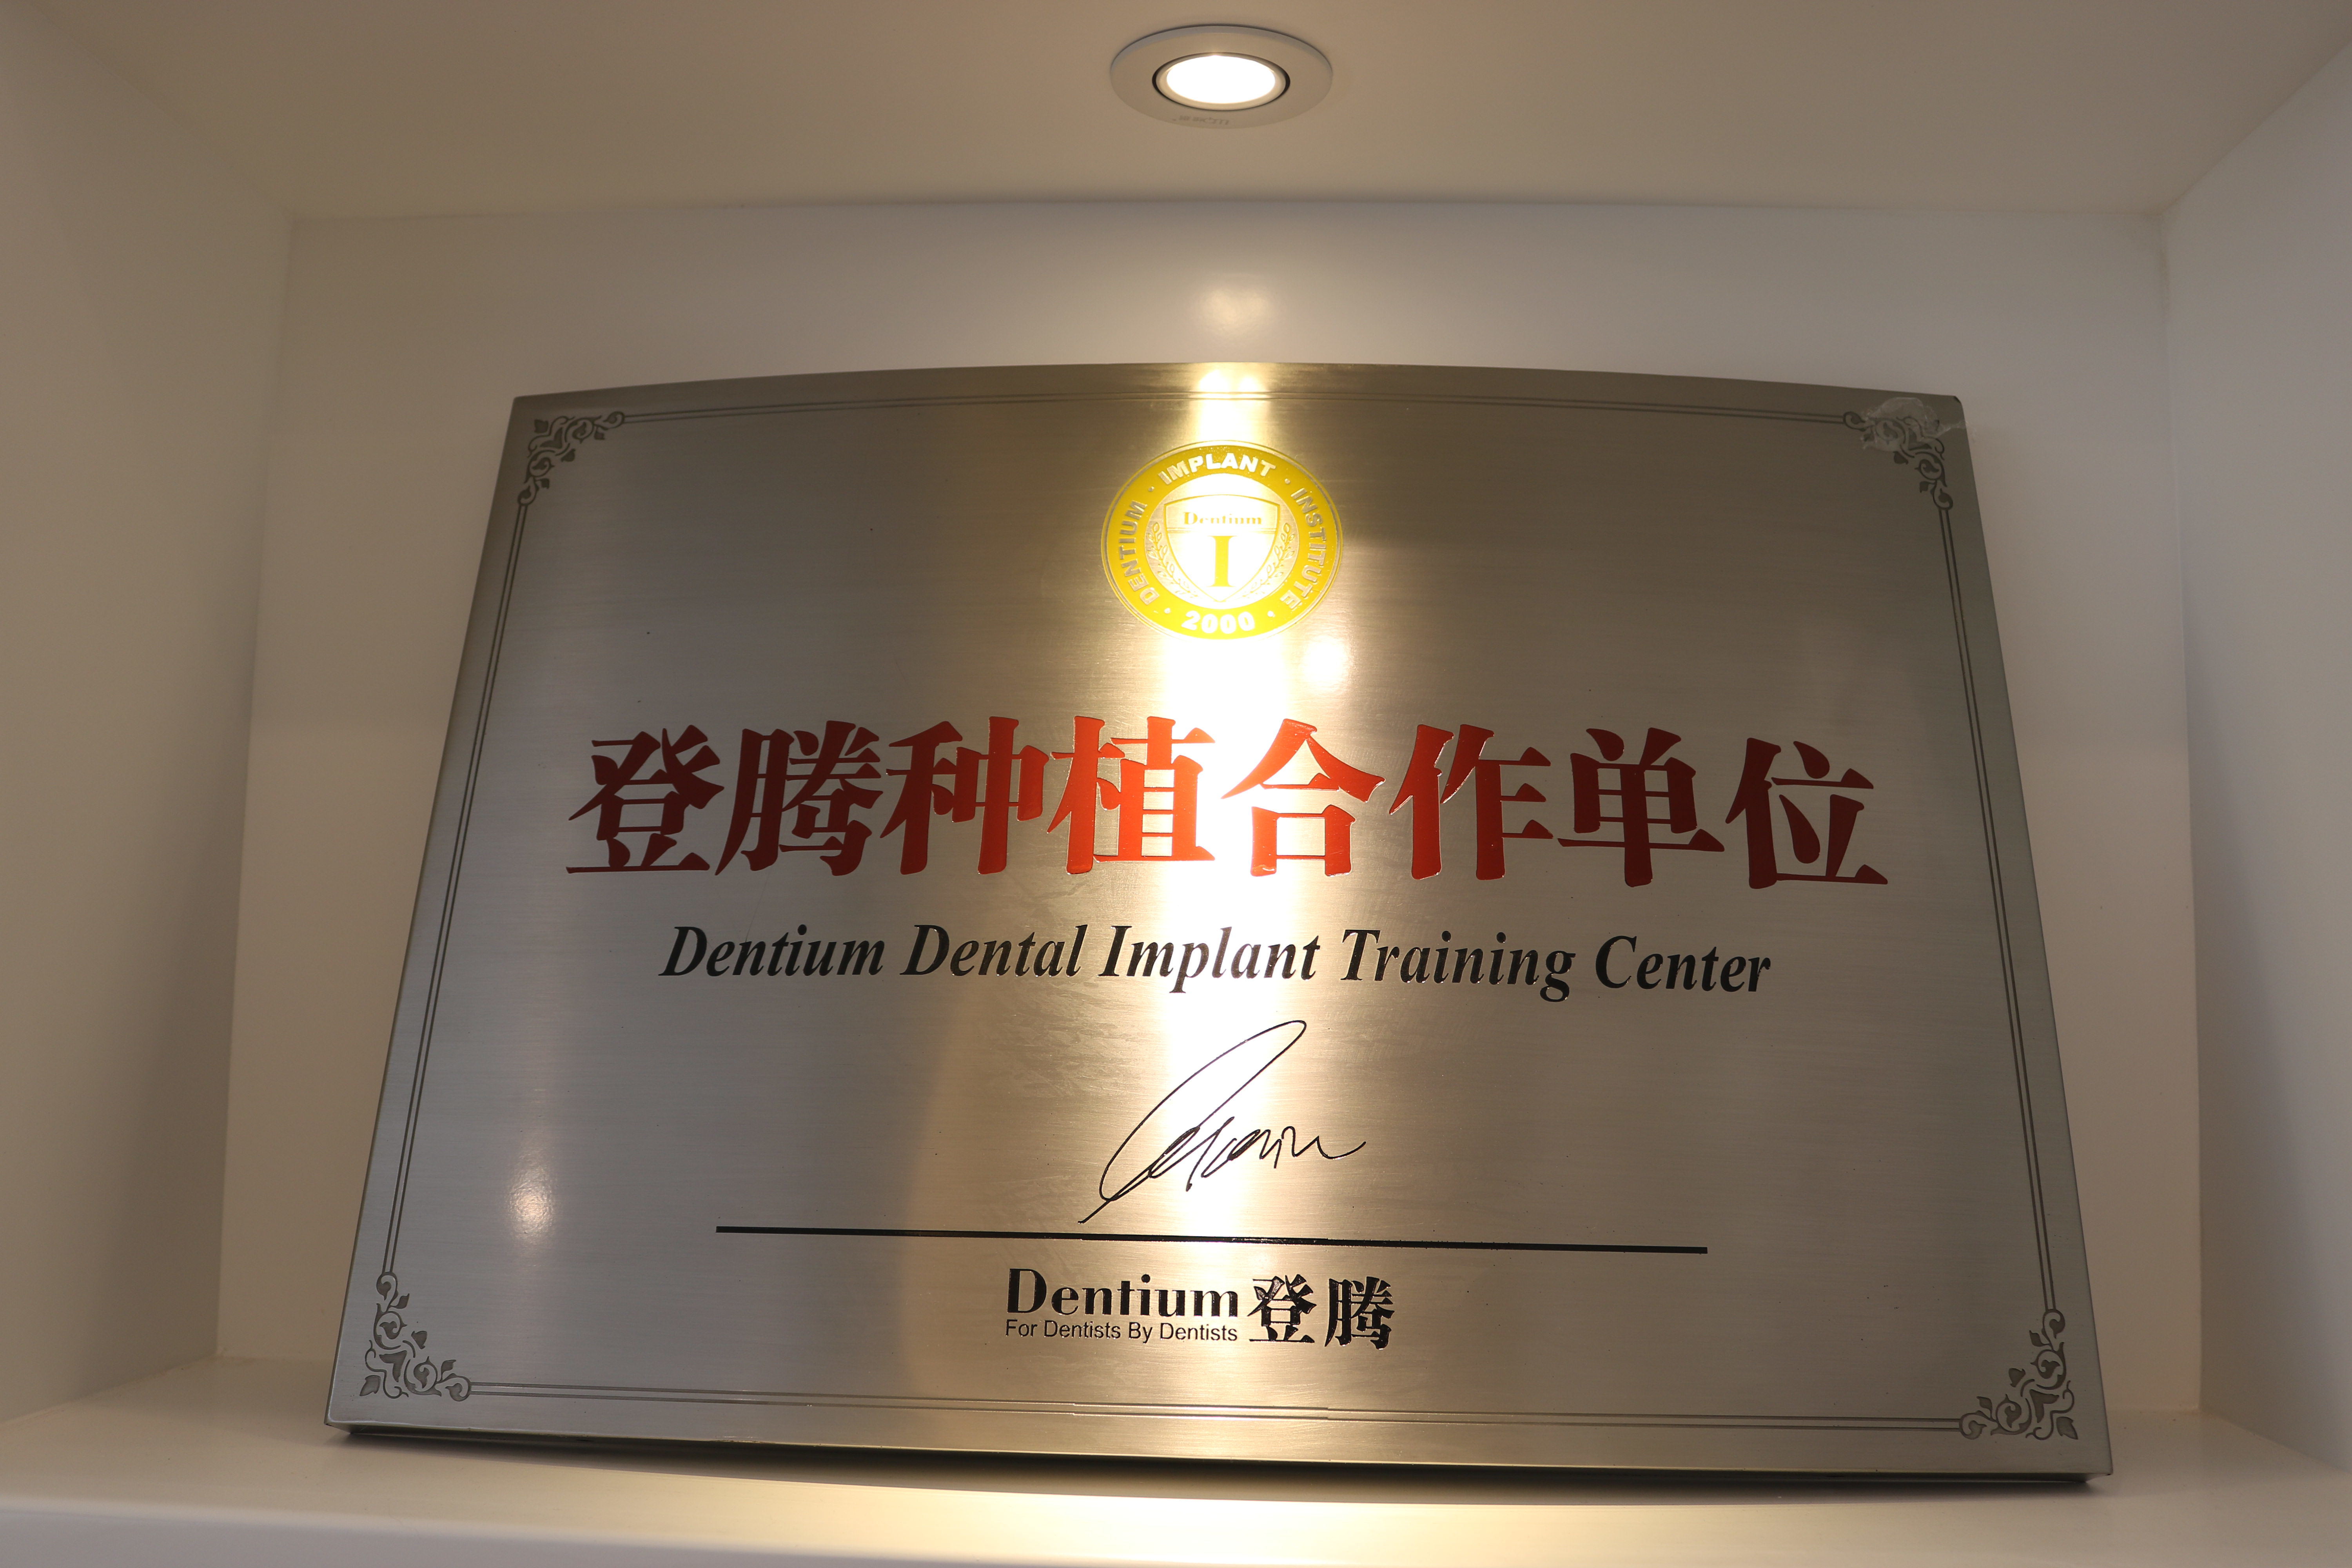 DENTIUM · IMPLANT · INSTITUTE
Dentium
I
· 2000 ·
登腾种植合作单位
Dentium Dental Implant Training Center
Dentium 登腾
For Dentists By Dentists